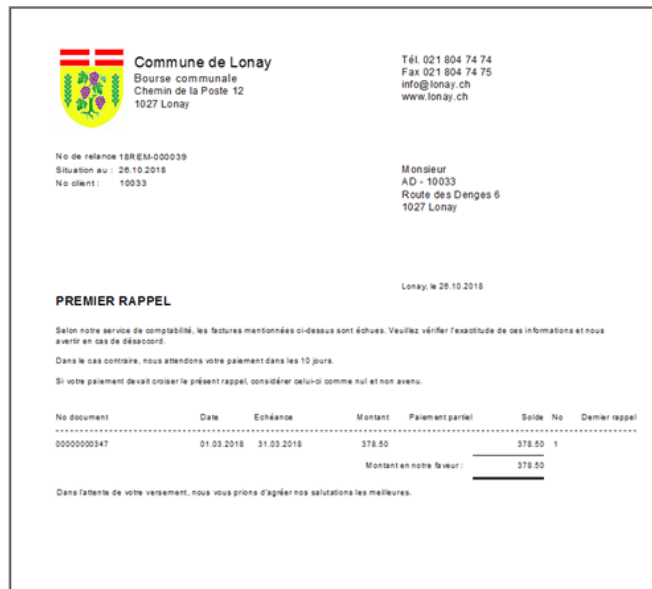 Commune de Lonay
Bourse communale
Chemin de la Poste 12
1027 Lonay
Tél. 021 804 74 74
Fax 021 804 74 75
info@lonay.ch
www.lonay.ch
No de relance 18REM-000039
Situation au : 26.10.2018
No client : 10033
Monsieur
AD - 10033
Route des Denges 6
1027 Lonay
Lonay, le 26.10.2018
PREMIER RAPPEL
Selon notre service de comptabilité, les factures mentionnées ci-dessus sont échues. Veuillez vérifier l'exactitude de ces informations et nous
avertir en cas de désaccord.
Dans le cas contraire, nous attendons votre paiement dans les 10 jours.
Si votre paiement devait croiser le présent rappel, considérer celui-ci comme nul et non avenu.
No document Date Echéance Montant Paiement partiel Solde No Dernier rappel
00000000347 01.03.2018 31.03.2018 378.50 378.50 1
Montant en notre faveur : 378.50
Dans l'attente de votre versement, nous vous prions d'agréer nos salutations les meilleures.